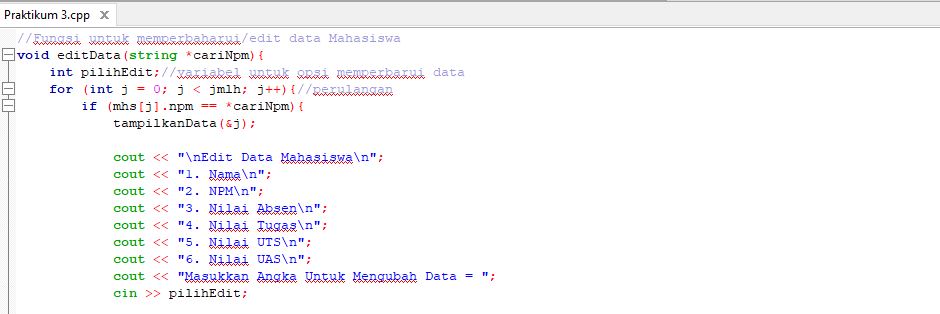 Praktikum 3.cpp X
//Fungsi untuk memperbaharui/edit data Mahasiswa
void editData(string *cariNpm){
int pilihEdit;//variabel untuk opsi memperbarui data
for (int j = 0; j < jmlh; j++){//perulangan
if (mhs[j].npm == *cariNpm){
tampilkanData(&j);
cout << "\nEdit Data Mahasiswa\n";
cout << "1. Nama\n";
cout << "2. NPM\n";
cout << "3. Nilai Absen\n";
cout << "4. Nilai Tugas\n";
cout << "5. Nilai UTS\n";
cout << "6. Nilai UAS\n";
cout << "Masukkan Angka Untuk Mengubah Data = ";
cin >> pilihEdit;